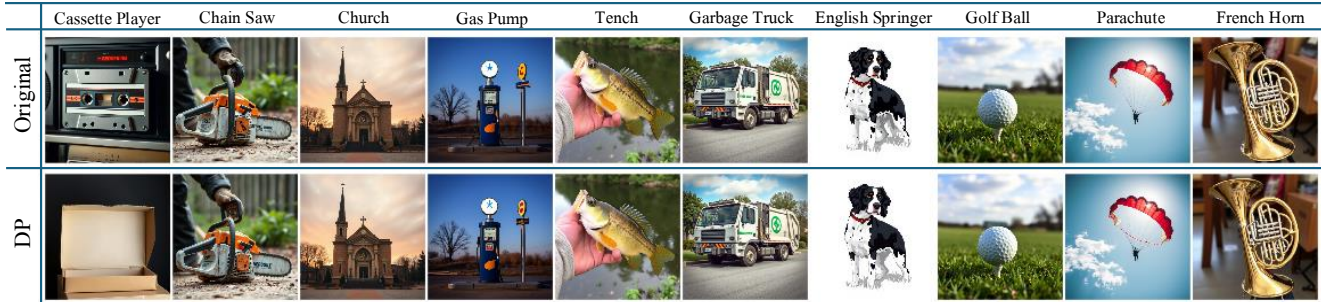 Cassette Player Chain Saw Church Gas Pump Tench Garbage Truck English Springer Golf Ball Parachute French Horn
Original
DP